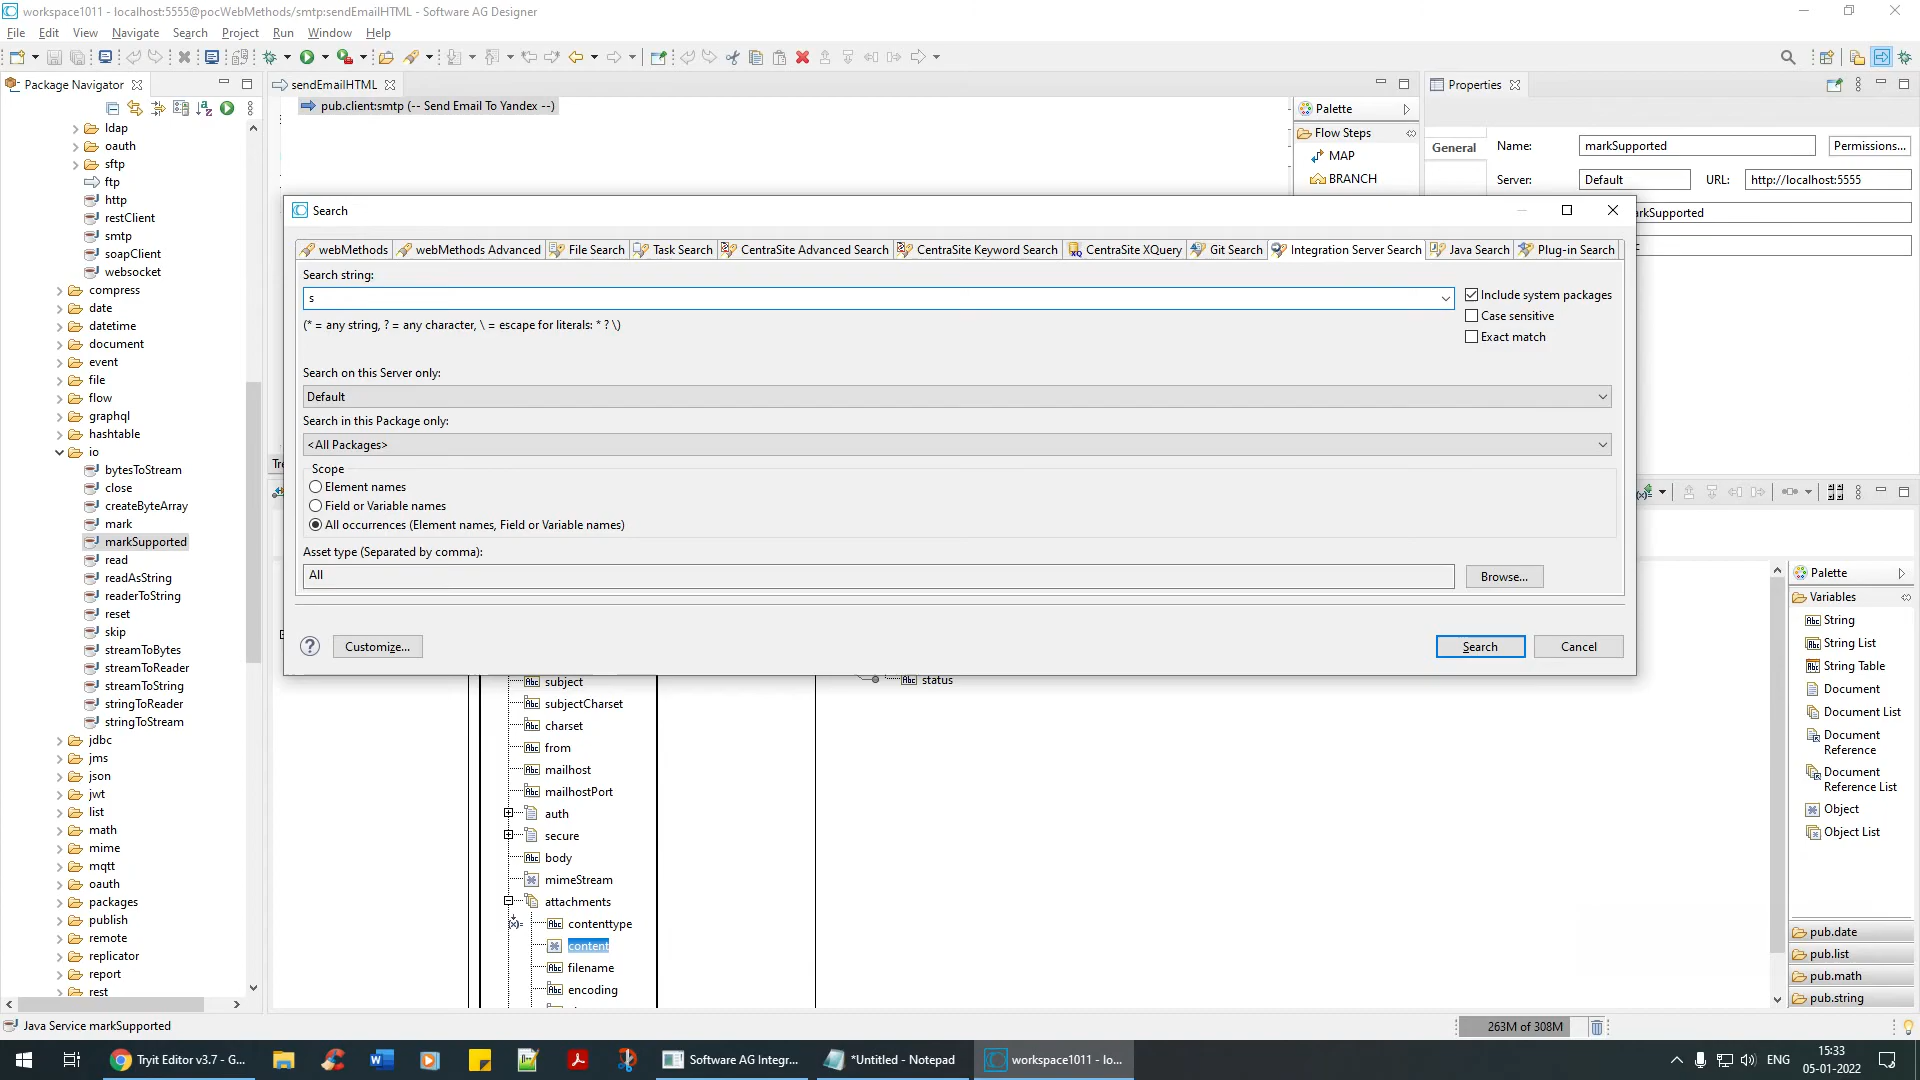 workspace1011 - localhost:5555@pocWebMethods/smtp:sendEmailHTML - Software AG Designer
File Edit View Navigate Search Project Run Window Help
Package Navigator
ldap
oauth
sftp
ftp
http
restClient
smtp
soapClient
websocket
compress
date
datetime
document
event
file
flow
graphql
hashtable
io
bytesToStream
close
createByteArray
mark
markSupported
read
readAsString
readerToString
reset
skip
streamToBytes
streamToReader
streamToString
stringToReader
stringToStream
jdbc
jms
json
jwt
list
math
mime
mqtt
oauth
packages
publish
remote
replicator
report
rest
sendEmailHTML
pub.client:smtp (-- Send Email To Yandex --)
Palette
Flow Steps
MAP
BRANCH
Properties
General
Name: markSupported Permissions...
Server: Default URL: http://localhost:5555
arkSupported
Tre
Search
webMethods webMethods Advanced File Search Task Search CentraSite Advanced Search CentraSite Keyword Search CentraSite XQuery Git Search Integration Server Search Java Search Plug-in Search
Search string:
s
(* = any string, ? = any character, \ = escape for literals: * ? \)
Include system packages
Case sensitive
Exact match
Search on this Server only:
Default
Search in this Package only:
<All Packages>
Scope
Element names
Field or Variable names
All occurrences (Element names, Field or Variable names)
Asset type (Separated by comma):
All Browse...
Customize... Search Cancel
subject
subjectCharset
charset
from
mailhost
mailhostPort
auth
secure
body
mimeStream
attachments
contenttype
content
filename
encoding
status
Palette
Variables
String
String List
String Table
Document
Document List
Document
Reference
Document
Reference List
Object
Object List
pub.date
pub.list
pub.math
pub.string
Java Service markSupported
263M of 308M
Tryit Editor v3.7 - G...
Software AG Integr...
*Untitled - Notepad
workspace1011 - lo...
ENG
15:33
05-01-2022